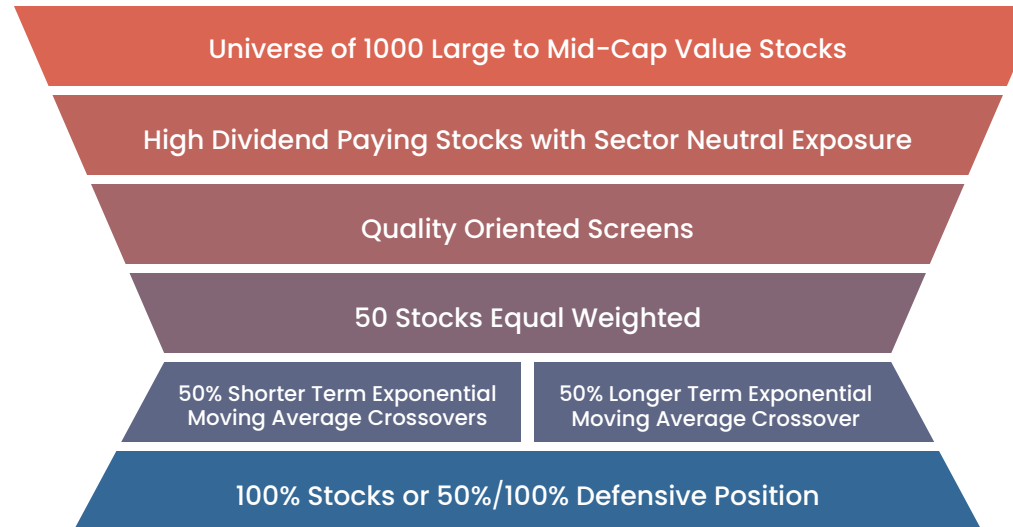 Universe of 1000 Large to Mid-Cap Value Stocks
High Dividend Paying Stocks with Sector Neutral Exposure
Quality Oriented Screens
50 Stocks Equal Weighted
50% Shorter Term Exponential
Moving Average Crossovers
50% Longer Term Exponential
Moving Average Crossover
100% Stocks or 50%/100% Defensive Position